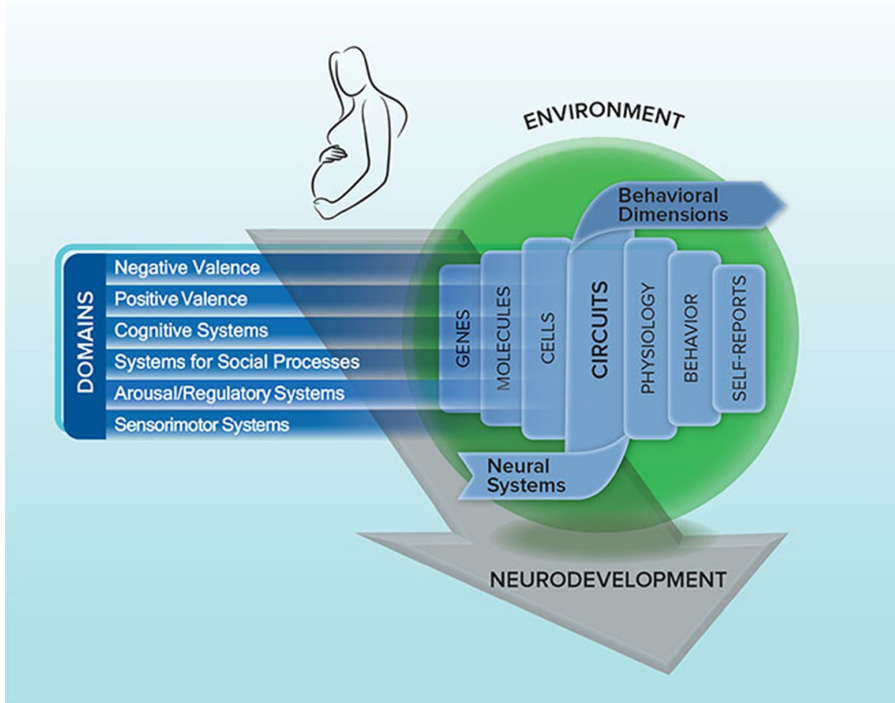 ENVIRONMENT
Behavioral
Dimensions
DOMAINS
Negative Valence
Positive Valence
Cognitive Systems
Systems for Social Processes
Arousal/Regulatory Systems
Sensorimotor Systems
GENES
MOLECULES
CELLS
CIRCUITS
PHYSIOLOGY
BEHAVIOR
SELF-REPORTS
Neural
Systems
NEURODEVELOPMENT